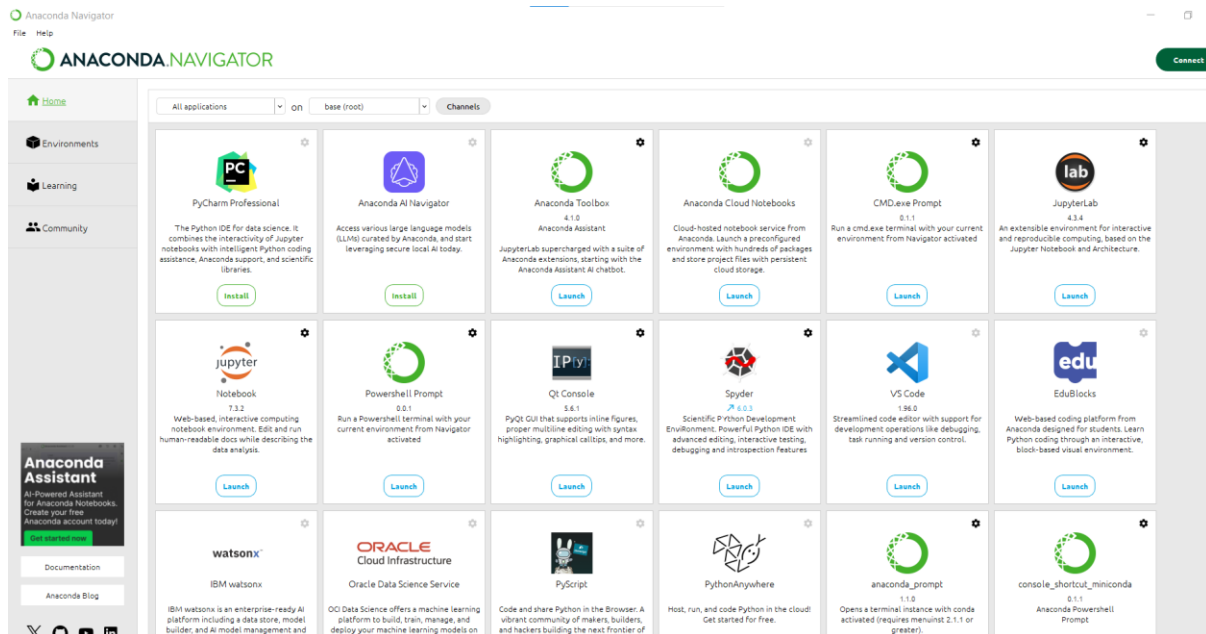 Anaconda Navigator
File Help
ANACONDA.NAVIGATOR
Connect
Home
Environments
Learning
Community
All applications on base (root) Channels
PC
PyCharm Professional
The Python IDE for data science. It
combines the interactivity of Jupyter
notebooks with intelligent Python coding
assistance, Anaconda support, and scientific
libraries.
Install
Anaconda AI Navigator
Access various large language models
(LLMs) curated by Anaconda, and start
leveraging secure local AI today.
Install
Anaconda Toolbox
4.1.0
Anaconda Assistant
JupyterLab supercharged with a suite of
Anaconda extensions, starting with the
Anaconda Assistant AI chatbot.
Launch
Anaconda Cloud Notebooks
Cloud-hosted notebook service from
Anaconda. Launch a preconfigured
environment with hundreds of packages
and store project files with persistent
cloud storage.
Launch
CMD.exe Prompt
0.1.1
Run a cmd.exe terminal with your current
environment from Navigator activated
Launch
lab
JupyterLab
4.3.4
An extensible environment for interactive
and reproducible computing, based on the
Jupyter Notebook and Architecture.
Launch
jupyter
Notebook
7.3.2
Web-based, interactive computing
notebook environment. Edit and run
human-readable docs while describing the
data analysis.
Launch
Powershell Prompt
0.0.1
Run a Powershell terminal with your
current environment from Navigator
activated
Launch
IP[y]:
Qt Console
5.6.1
PyQt GUI that supports inline figures,
proper multiline editing with syntax
highlighting, graphical calltips, and more.
Launch
Spyder
6.0.3
Scientific PYthon Development
EnviRonment. Powerful Python IDE with
advanced editing, interactive testing,
debugging and introspection features
Launch
VS Code
1.96.0
Streamlined code editor with support for
development operations like debugging,
task running and version control.
Launch
edu
EduBlocks
Web-based coding platform from
Anaconda designed for students. Learn
Python coding through an interactive,
block-based visual environment.
Launch
watsonx
IBM watsonx
IBM watsonx is an enterprise-ready AI
platform including a data store, model
builder, and AI model management and
ORACLE
Cloud Infrastructure
Oracle Data Science Service
OCI Data Science offers a machine learning
platform to build, train, manage, and
deploy your machine learning models on
PyScript
Code and share Python in the Browser. A
vibrant community of makers, builders,
and hackers building the next frontier of
PythonAnywhere
Host, run, and code Python in the cloud!
Get started for free.
anaconda_prompt
1.1.0
Opens a terminal instance with conda
activated (requires menuinst 2.1.1 or
greater).
console_shortcut_miniconda
0.1.1
Anaconda Powershell
Prompt
Anaconda
Assistant
AI-Powered Assistant
for Anaconda Notebooks.
Create your free
Anaconda account today!
Get started now
Documentation
Anaconda Blog